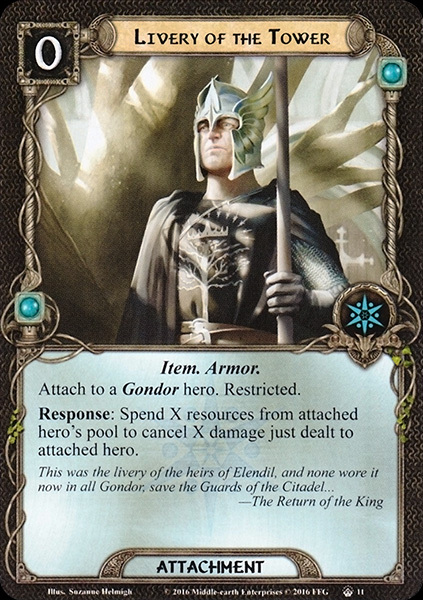 0
Livery of the Tower
Item. Armor.
Attach to a Gondor hero. Restricted.
Response: Spend X resources from attached
hero's pool to cancel X damage just dealt to
attached hero.
This was the livery of the heirs of Elendil, and none wore it
now in all Gondor, save the Guards of the Citadel...
—The Return of the King
ATTACHMENT
Illus. Suzanne Helmigh © 2016 Middle-earth Enterprises © 2016 FFG 11